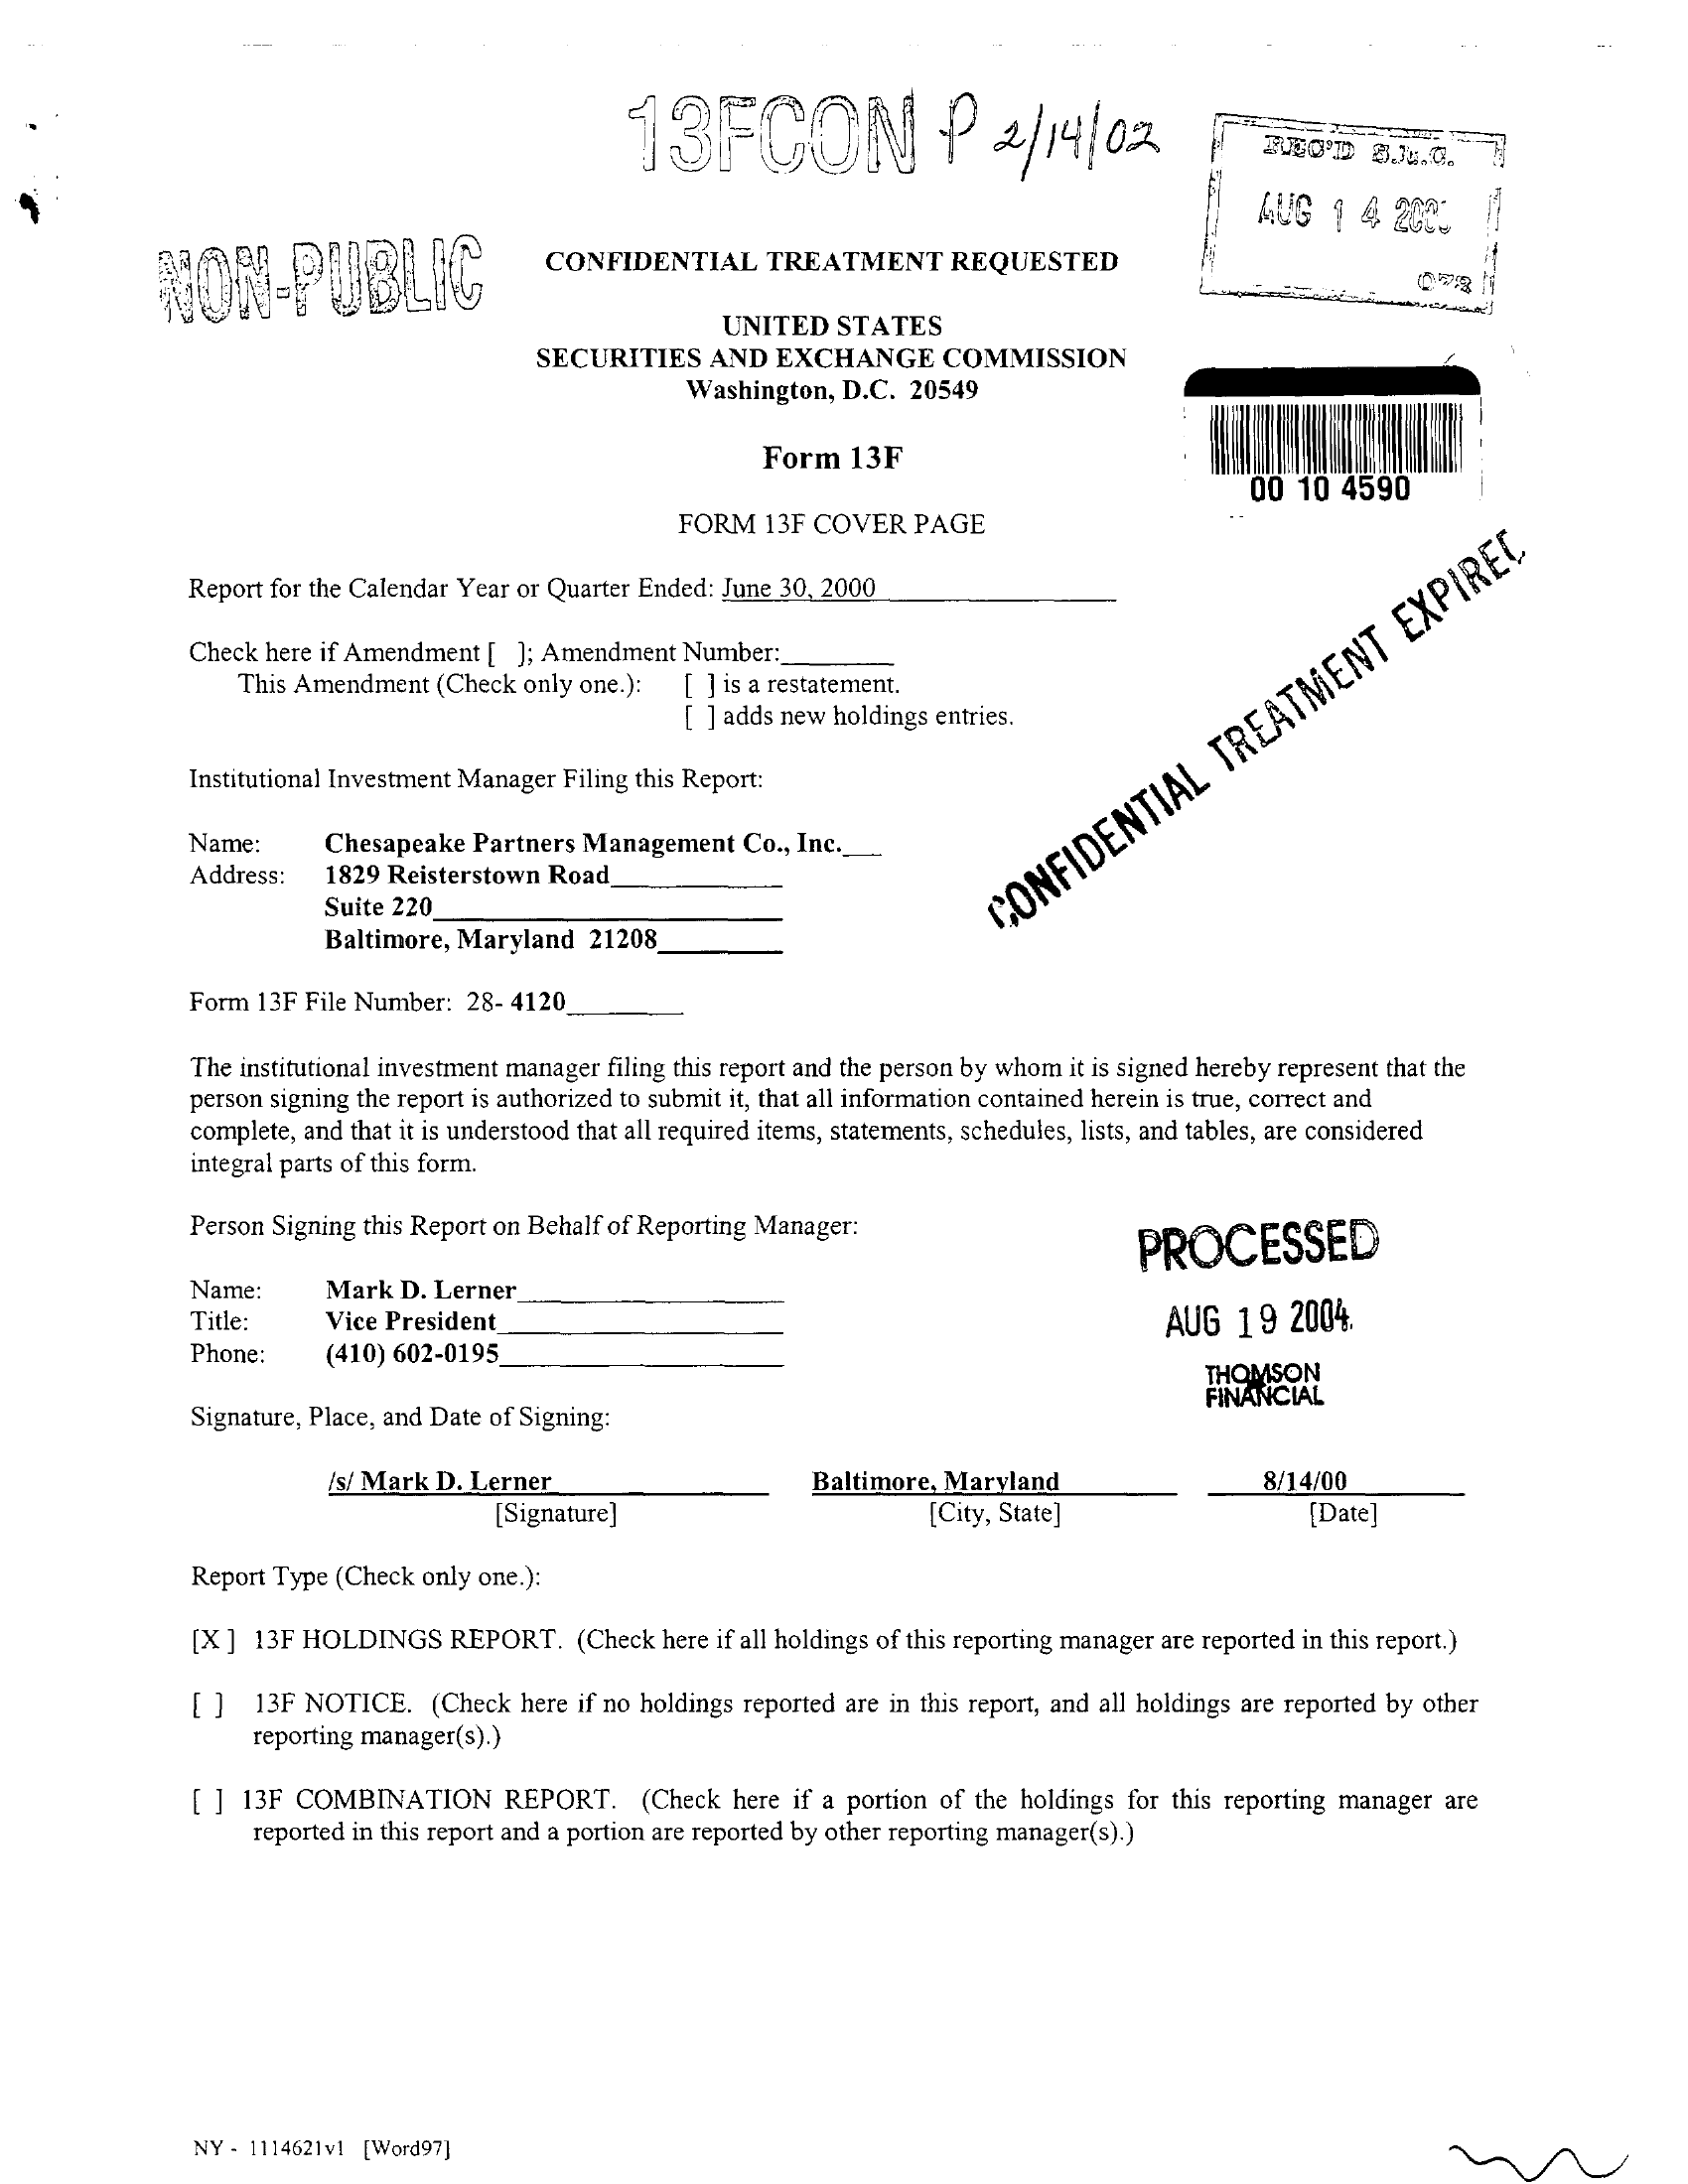 13FCON P 2/14/02
REC'D S.E.C.
AUG 1 4
072
NON-PUBLIC
CONFIDENTIAL TREATMENT REQUESTED
UNITED STATES
SECURITIES AND EXCHANGE COMMISSION
Washington, D.C. 20549
00 10 4590
Form 13F
FORM 13F COVER PAGE
CONFIDENTIAL TREATMENT EXPIRED
Report for the Calendar Year or Quarter Ended: June 30, 2000
Check here if Amendment [ ]; Amendment Number:
This Amendment (Check only one.): [ ] is a restatement.
[ ] adds new holdings entries.
Institutional Investment Manager Filing this Report:
Name: Chesapeake Partners Management Co., Inc.
Address: 1829 Reisterstown Road
Suite 220
Baltimore, Maryland 21208
Form 13F File Number: 28- 4120
The institutional investment manager filing this report and the person by whom it is signed hereby represent that the
person signing the report is authorized to submit it, that all information contained herein is true, correct and
complete, and that it is understood that all required items, statements, schedules, lists, and tables, are considered
integral parts of this form.
Person Signing this Report on Behalf of Reporting Manager:
Name: Mark D. Lerner
Title: Vice President
Phone: (410) 602-0195
PROCESSED
AUG 19 2004
THOMSON
FINANCIAL
Signature, Place, and Date of Signing:
/s/ Mark D. Lerner Baltimore, Maryland 8/14/00
[Signature] [City, State] [Date]
Report Type (Check only one.):
[X ] 13F HOLDINGS REPORT. (Check here if all holdings of this reporting manager are reported in this report.)
[ ] 13F NOTICE. (Check here if no holdings reported are in this report, and all holdings are reported by other
reporting manager(s).)
[ ] 13F COMBINATION REPORT. (Check here if a portion of the holdings for this reporting manager are
reported in this report and a portion are reported by other reporting manager(s).)
NY - 1114621v1 [Word97]